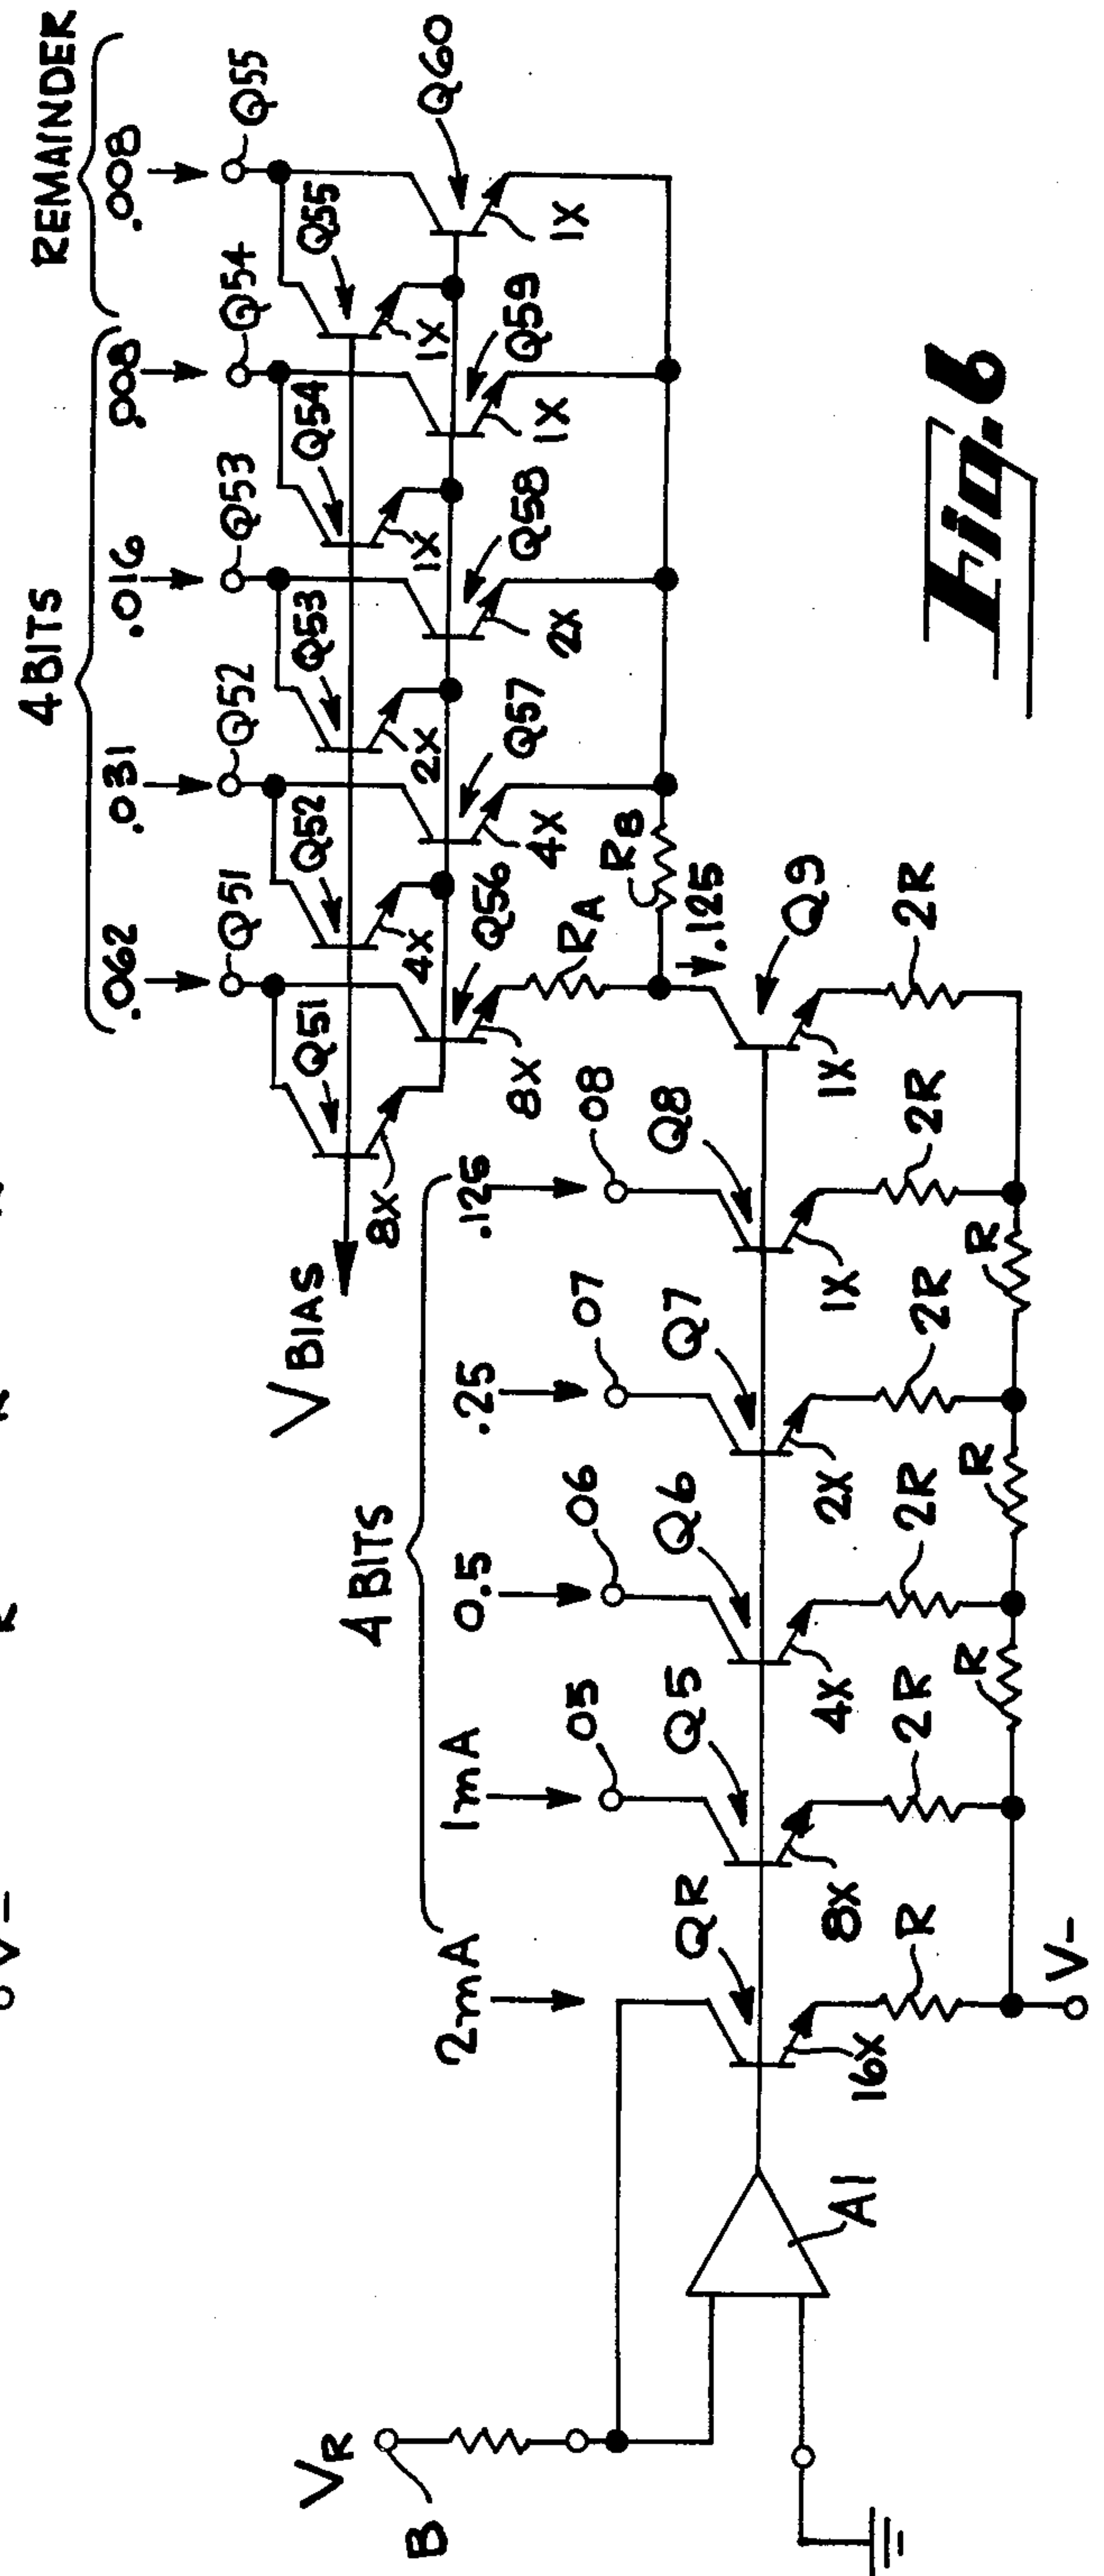 4 BITS
REMAINDER
.062
.031
.016
.008
.008
Q51
Q52
Q53
Q54
Q55
Q51
Q52
Q53
Q54
Q55
8X
4X
2X
1X
1X
V BIAS
Q56
Q57
Q58
Q59
Q60
8X
4X
2X
1X
1X
RA
RB
.125
4 BITS
2mA
1mA
0.5
.25
.125
05
06
07
08
VR
B
A1
QR
Q5
Q6
Q7
Q8
Q9
16X
8X
4X
2X
1X
1X
R
2R
2R
2R
2R
2R
R
R
R
V-
Fig. 6
V-